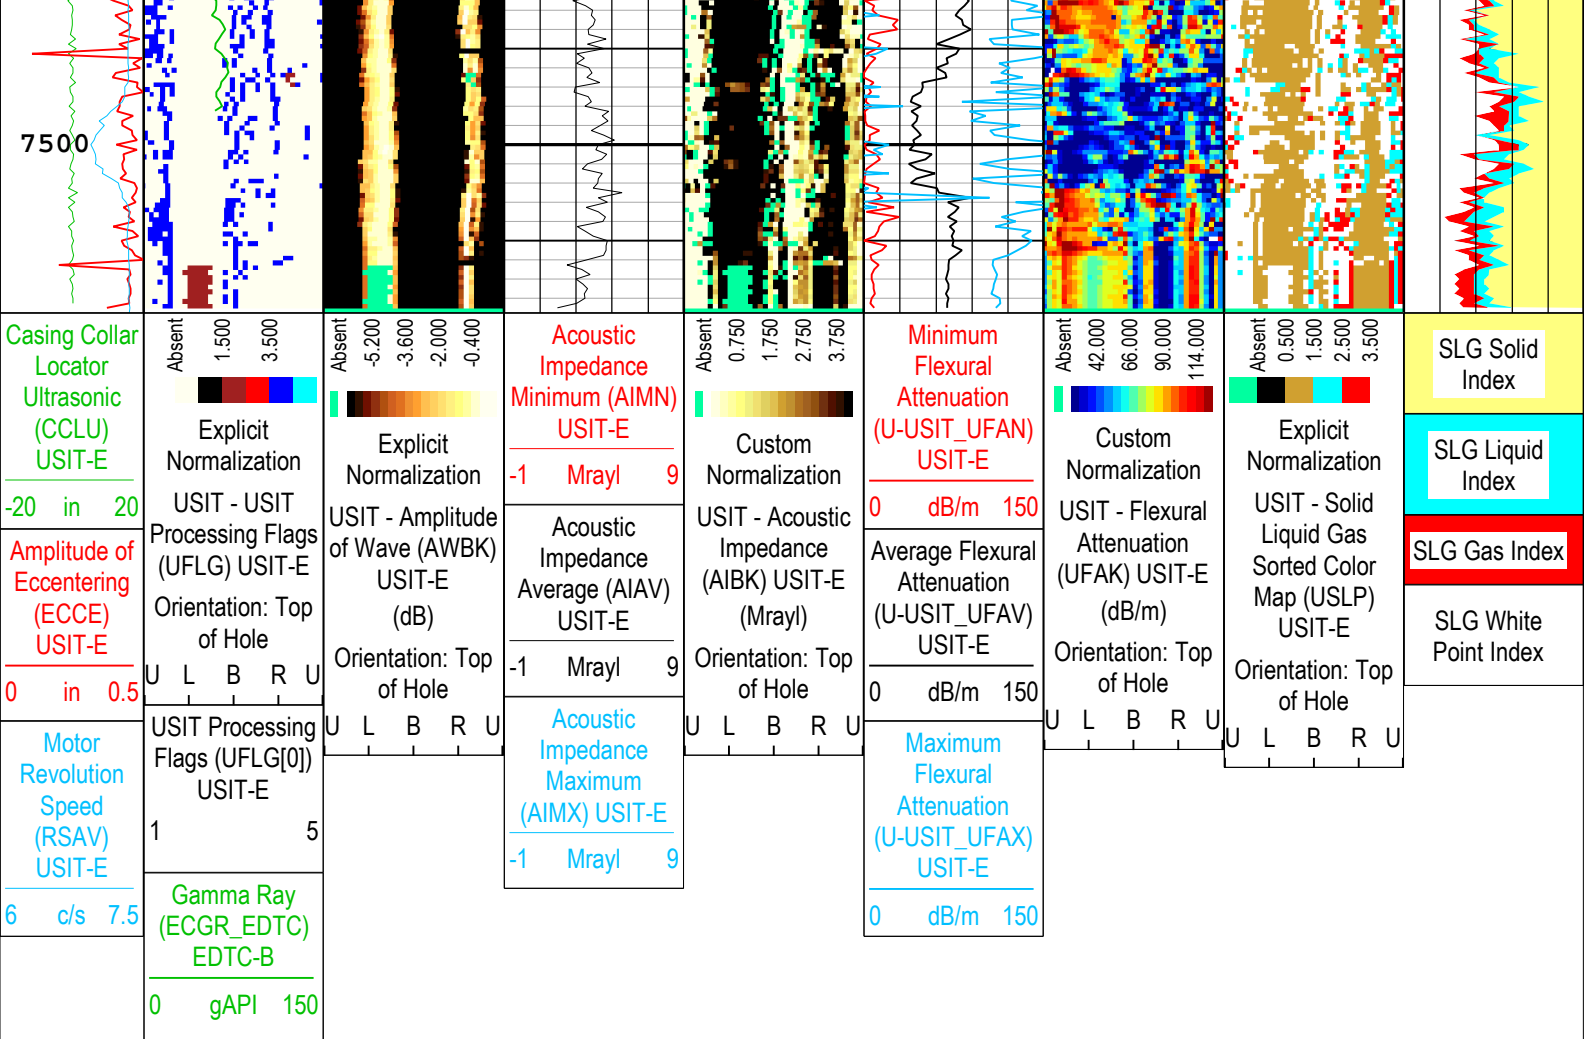 7500
Casing Collar
Locator
Ultrasonic
(CCLU)
USIT-E
-20 in 20
Amplitude of
Eccentering
(ECCE)
USIT-E
0 in 0.5
Motor
Revolution
Speed
(RSAV)
USIT-E
6 c/s 7.5
Absent 1.500 3.500
Explicit
Normalization
USIT - USIT
Processing Flags
(UFLG) USIT-E
Orientation: Top
of Hole
U L B R U
USIT Processing
Flags (UFLG[0])
USIT-E
1 5
Gamma Ray
(ECGR_EDTC)
EDTC-B
0 gAPI 150
Absent -5.200 -3.600 -2.000 -0.400
Explicit
Normalization
USIT - Amplitude
of Wave (AWBK)
USIT-E
(dB)
Orientation: Top
of Hole
U L B R U
Acoustic
Impedance
Minimum (AIMN)
USIT-E
-1 Mrayl 9
Acoustic
Impedance
Average (AIAV)
USIT-E
-1 Mrayl 9
Acoustic
Impedance
Maximum
(AIMX) USIT-E
-1 Mrayl 9
Absent 0.750 1.750 2.750 3.750
Custom
Normalization
USIT - Acoustic
Impedance
(AIBK) USIT-E
(Mrayl)
Orientation: Top
of Hole
U L B R U
Minimum
Flexural
Attenuation
(U-USIT_UFAN)
USIT-E
0 dB/m 150
Average Flexural
Attenuation
(U-USIT_UFAV)
USIT-E
0 dB/m 150
Maximum
Flexural
Attenuation
(U-USIT_UFAX)
USIT-E
0 dB/m 150
Absent 42.000 66.000 90.000 114.000
Custom
Normalization
USIT - Flexural
Attenuation
(UFAK) USIT-E
(dB/m)
Orientation: Top
of Hole
U L B R U
Absent 0.500 1.500 2.500 3.500
Explicit
Normalization
USIT - Solid
Liquid Gas
Sorted Color
Map (USLP)
USIT-E
Orientation: Top
of Hole
U L B R U
SLG Solid
Index
SLG Liquid
Index
SLG Gas Index
SLG White
Point Index